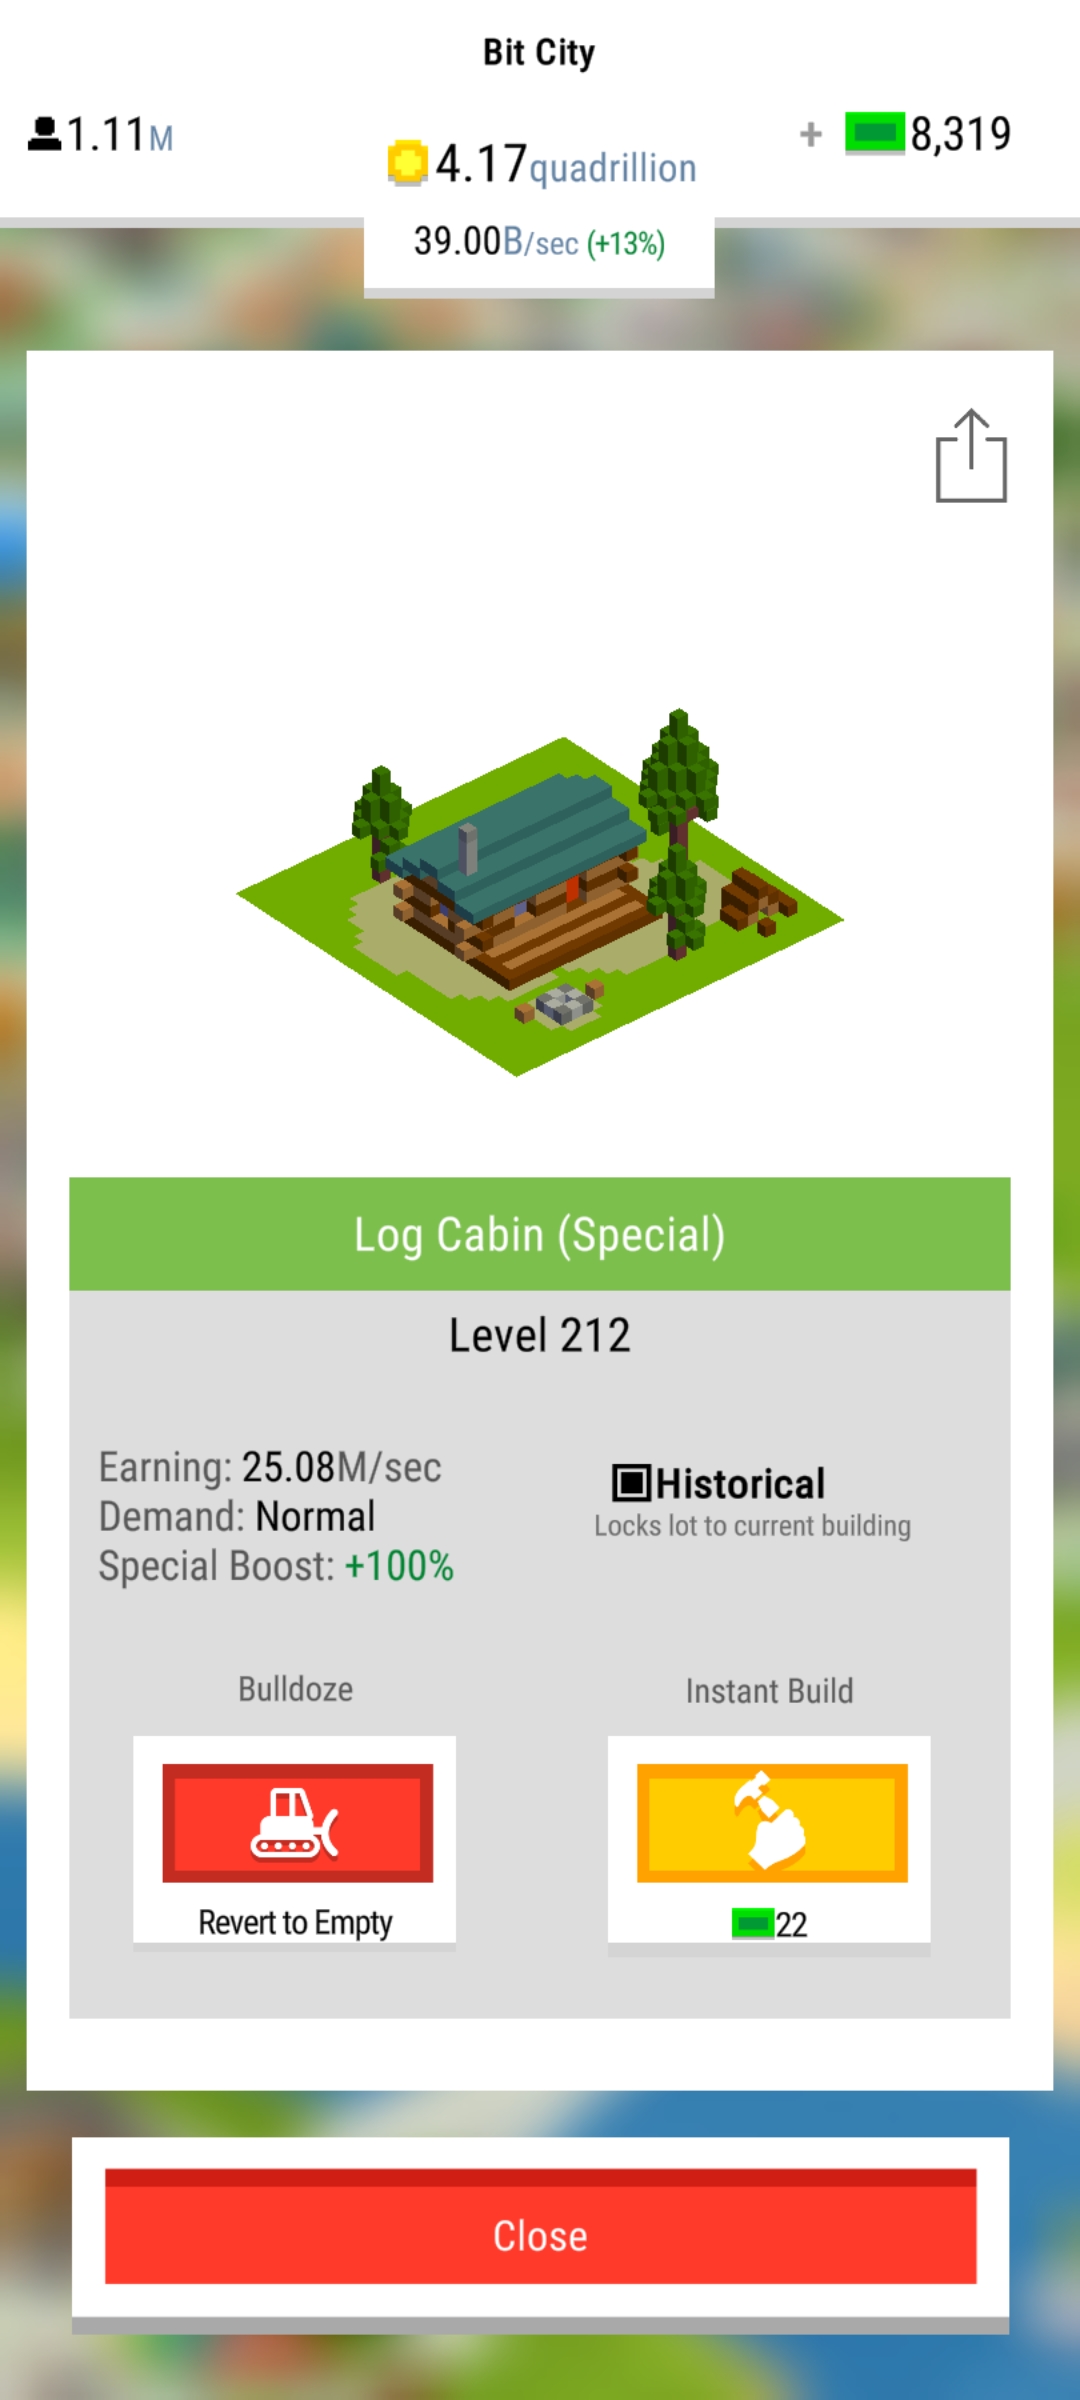 Bit City
1.11M
4.17quadrillion
+ 8,319
39.00B/sec (+13%)
Log Cabin (Special)
Level 212
Earning: 25.08M/sec
Demand: Normal
Special Boost: +100%
Historical
Locks lot to current building
Bulldoze
Instant Build
Revert to Empty
22
Close